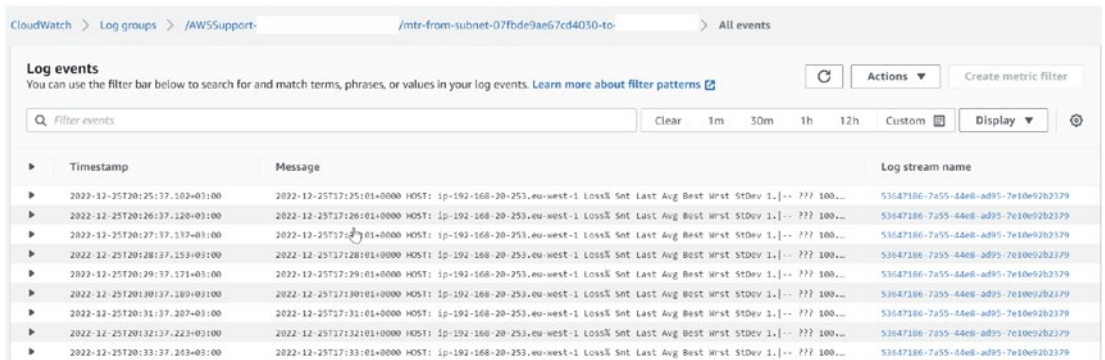 CloudWatch > Log groups > /AWSSupport- /mtr-from-subnet-07fbde9ae67cd4030-to- > All events
Log events
You can use the filter bar below to search for and match terms, phrases, or values in your log events. Learn more about filter patterns
Actions ▼
Create metric filter
Filter events
Clear 1m 30m 1h 12h Custom Display ▼
Timestamp Message Log stream name
2022-12-25T20:25:37.102+03:00 2022-12-25T17:25:01+0000 HOST: ip-192-168-20-253.eu-west-1 Loss% Snt Last Avg Best Wrst StDev 1.|-- ??? 100... 53647186-7a55-44e8-ad95-7e10e92b2379
2022-12-25T20:26:37.120+03:00 2022-12-25T17:26:01+0000 HOST: ip-192-168-20-253.eu-west-1 Loss% Snt Last Avg Best Wrst StDev 1.|-- ??? 100... 53647186-7a55-44e8-ad95-7e10e92b2379
2022-12-25T20:27:37.137+03:00 HOST: ip-192-168-20-253.eu-west-1 Loss% Snt Last Avg Best Wrst StDev 1.|-- ??? 100... 53647186-7a55-44e8-ad95-7e10e92b2379
2022-12-25T20:28:37.153+03:00 2022-12-25T17:28:01+0000 HOST: ip-192-168-20-253.eu-west-1 Loss% Snt Last Avg Best Wrst StDev 1.|-- ??? 100... 53647186-7a55-44e8-ad95-7e10e92b2379
2022-12-25T20:29:37.171+03:00 2022-12-25T17:29:01+0000 HOST: ip-192-168-20-253.eu-west-1 Loss% Snt Last Avg Best Wrst StDev 1.|-- ??? 100... 53647186-7a55-44e8-ad95-7e10e92b2379
2022-12-25T20:30:37.189+03:00 2022-12-25T17:30:01+0000 HOST: ip-192-168-20-253.eu-west-1 Loss% Snt Last Avg Best Wrst StDev 1.|-- ??? 100... 53647186-7a55-44e8-ad95-7e10e92b2379
2022-12-25T20:31:37.207+03:00 2022-12-25T17:31:01+0000 HOST: ip-192-168-20-253.eu-west-1 Loss% Snt Last Avg Best Wrst StDev 1.|-- ??? 100... 53647186-7a55-44e8-ad95-7e10e92b2379
2022-12-25T20:32:37.223+03:00 2022-12-25T17:32:01+0000 HOST: ip-192-168-20-253.eu-west-1 Loss% Snt Last Avg Best Wrst StDev 1.|-- ??? 100... 53647186-7a55-44e8-ad95-7e10e92b2379
2022-12-25T20:33:37.243+03:00 2022-12-25T17:33:01+0000 HOST: ip-192-168-20-253.eu-west-1 Loss% Snt Last Avg Best Wrst StDev 1.|-- ??? 100... 53647186-7a55-44e8-ad95-7e10e92b2379